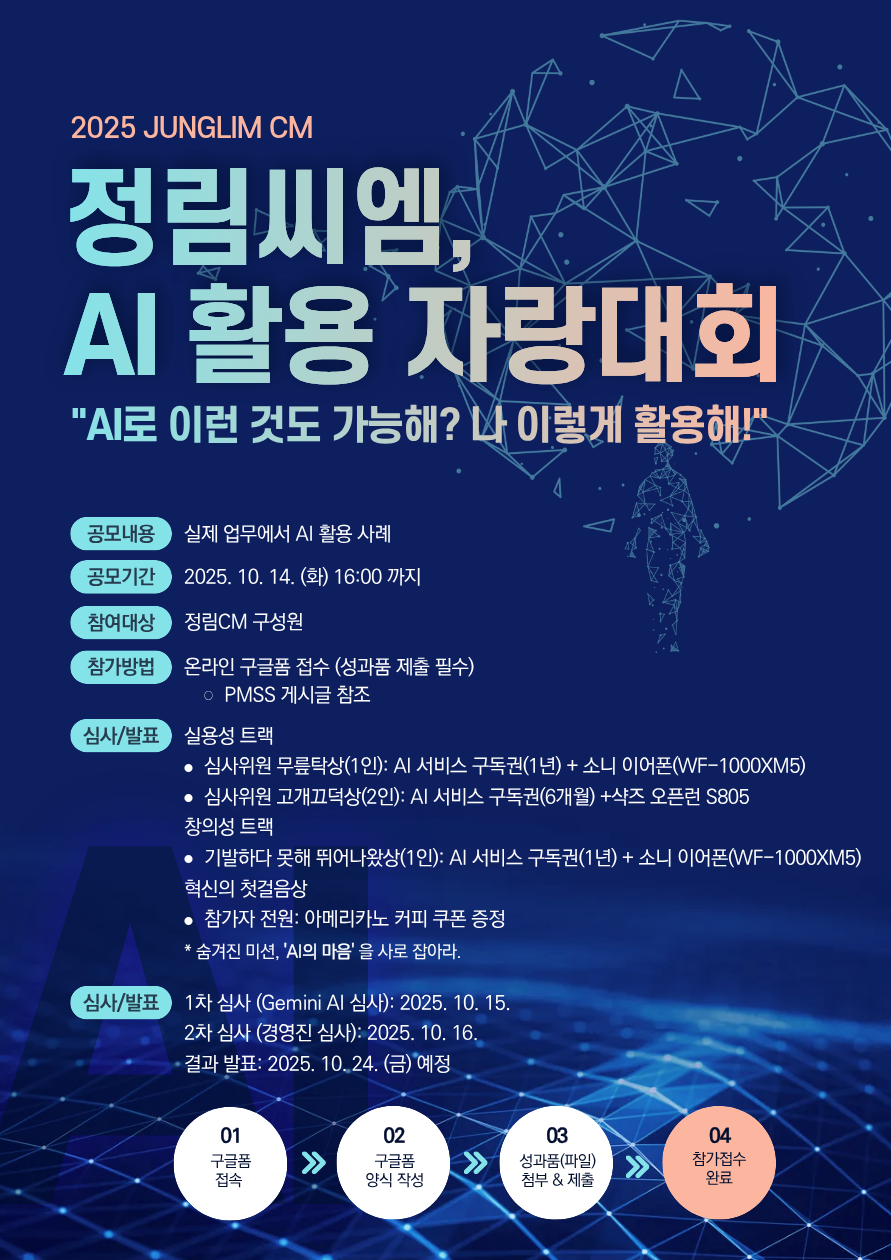 2025 JUNGLIM CM
정림씨엠,
AI 활용 자랑대회
"AI로 이런 것도 가능해? 나 이렇게 활용해!"
공모내용 실제 업무에서 AI 활용 사례
공모기간 2025. 10. 14. (화) 16:00 까지
참여대상 정림CM 구성원
참가방법 온라인 구글폼 접수 (성과품 제출 필수)
○ PMSS 게시글 참조
심사/발표 실용성 트랙
● 심사위원 무릎탁상(1인): AI 서비스 구독권(1년) + 소니 이어폰(WF-1000XM5)
● 심사위원 고개끄덕상(2인): AI 서비스 구독권(6개월) +샥즈 오픈런 S805
창의성 트랙
● 기발하다 못해 뛰어나왔상(1인): AI 서비스 구독권(1년) + 소니 이어폰(WF-1000XM5)
혁신의 첫걸음상
● 참가자 전원: 아메리카노 커피 쿠폰 증정
* 숨겨진 미션, 'AI의 마음' 을 사로 잡아라.
심사/발표 1차 심사 (Gemini AI 심사): 2025. 10. 15.
2차 심사 (경영진 심사): 2025. 10. 16.
결과 발표: 2025. 10. 24. (금) 예정
AI
01
구글폼
접속
02
구글폼
양식 작성
03
성과품(파일)
첨부 & 제출
04
참가접수
완료